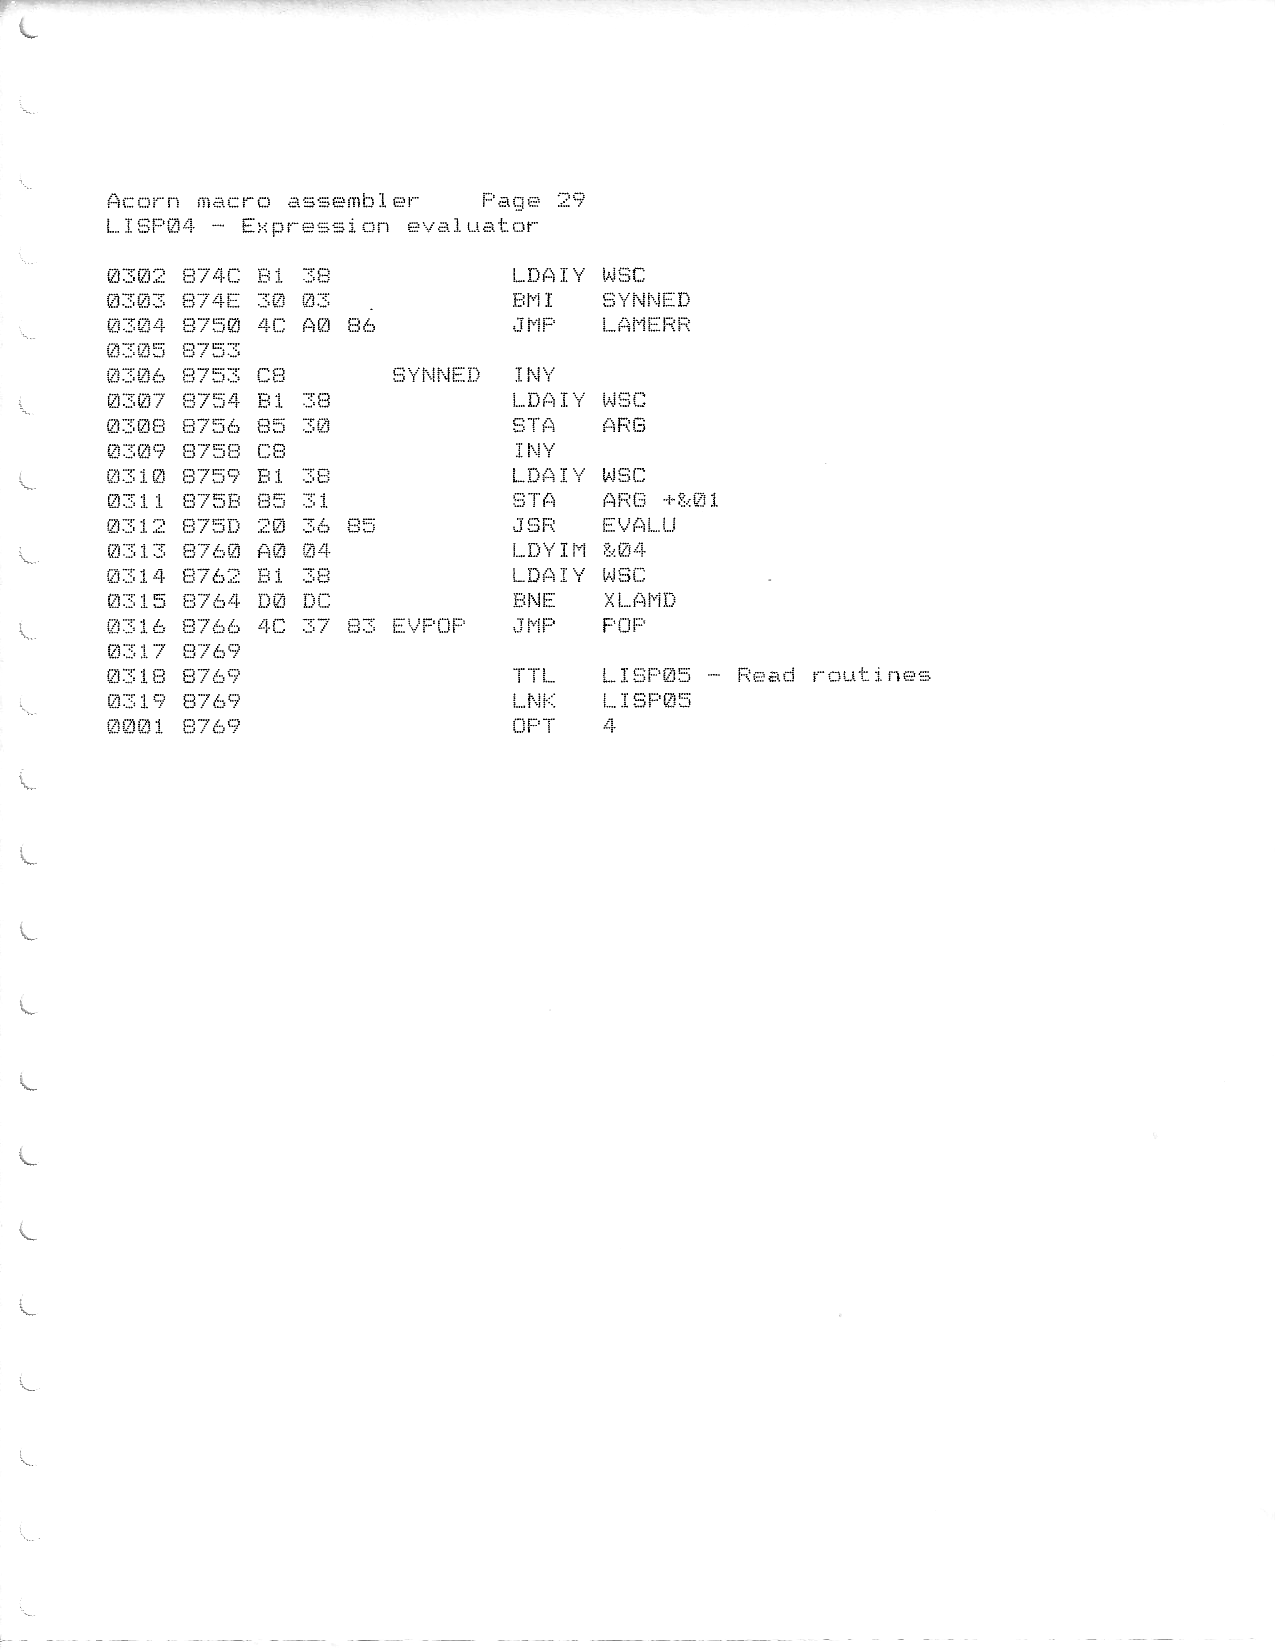 Acorn macro assembler    Page 29
LISP04 - Expression evaluator
0302 874C B1 38            LDAIY WSC
0303 874E 30 03            BMI   SYNNED
0304 8750 4C A0 86         JMP   LAMERR
0305 8753
0306 8753 C8       SYNNED  INY
0307 8754 B1 38            LDAIY WSC
0308 8756 85 30            STA   ARG
0309 8758 C8               INY
0310 8759 B1 38            LDAIY WSC
0311 875B 85 31            STA   ARG +&01
0312 875D 20 36 85         JSR   EVALU
0313 8760 A0 04            LDYIM &04
0314 8762 B1 38            LDAIY WSC
0315 8764 D0 DC            BNE   XLAMD
0316 8766 4C 37 83 EVPOP   JMP   POP
0317 8769
0318 8769                  TTL   LISP05 - Read routines
0319 8769                  LNK   LISP05
0001 8769                  OPT   4